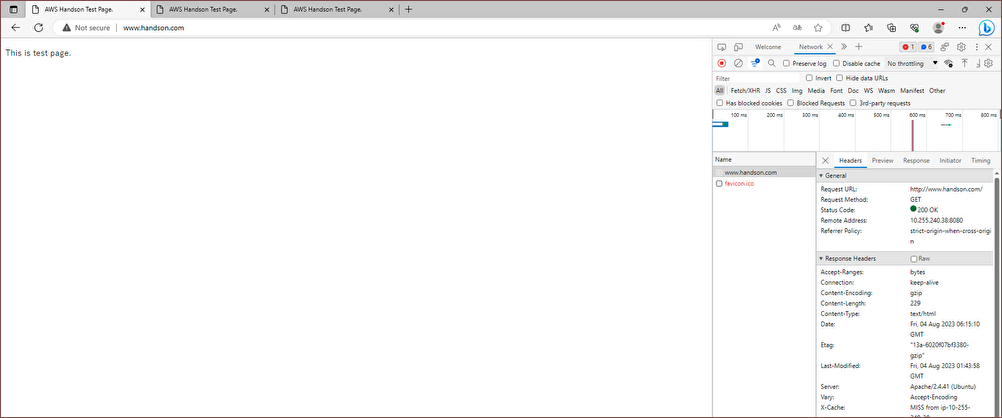 AWS Handson Test Page. AWS Handson Test Page. AWS Handson Test Page.
Not secure www.handson.com
This is test page.
Welcome Network 1 6
Preserve log Disable cache No throttling
Filter Invert Hide data URLs
All Fetch/XHR JS CSS Img Media Font Doc WS Wasm Manifest Other
Has blocked cookies Blocked Requests 3rd-party requests
100 ms 200 ms 300 ms 400 ms 500 ms 600 ms 700 ms 800 ms
Name
www.handson.com
favicon.ico
Headers Preview Response Initiator Timing
General
Request URL: http://www.handson.com/
Request Method: GET
Status Code: 200 OK
Remote Address: 10.255.240.38:8080
Referrer Policy: strict-origin-when-cross-origi
n
Response Headers Raw
Accept-Ranges: bytes
Connection: keep-alive
Content-Encoding: gzip
Content-Length: 229
Content-Type: text/html
Date: Fri, 04 Aug 2023 06:15:10
GMT
Etag: "13a-6020f07bf3380-
gzip"
Last-Modified: Fri, 04 Aug 2023 01:43:58
GMT
Server: Apache/2.4.41 (Ubuntu)
Vary: Accept-Encoding
X-Cache: MISS from ip-10-255-